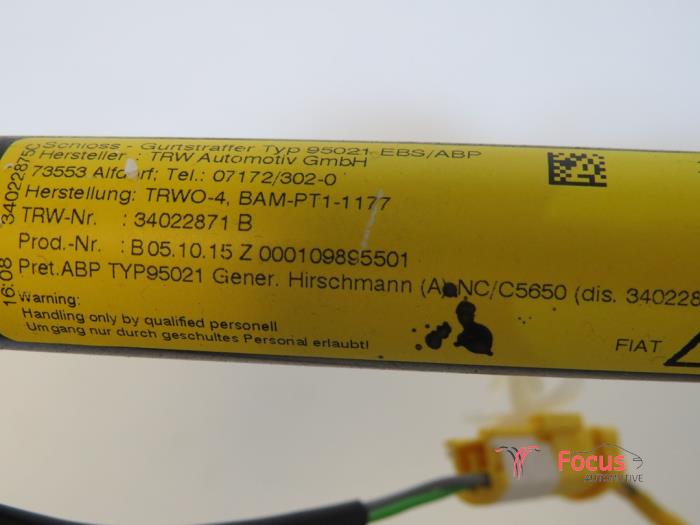 Schloss - Gurtstraffer Typ 95021 EBS/ABP
Hersteller : TRW Automotiv GmbH
73553 Alfdorf; Tel.: 07172/302-0
Herstellung: TRWO-4, BAM-PT1-1177
TRW-Nr. : 34022871 B
Prod.-Nr. : B 05.10.15 Z 000109895501
Pret.ABP TYP95021 Gener. Hirschmann (A) NC/C5650 (dis. 340228
Warning:
Handling only by qualified personell
Umgang nur durch geschultes Personal erlaubt!
FIAT
16:08 34022875C
Focus
AUTOMOTIVE